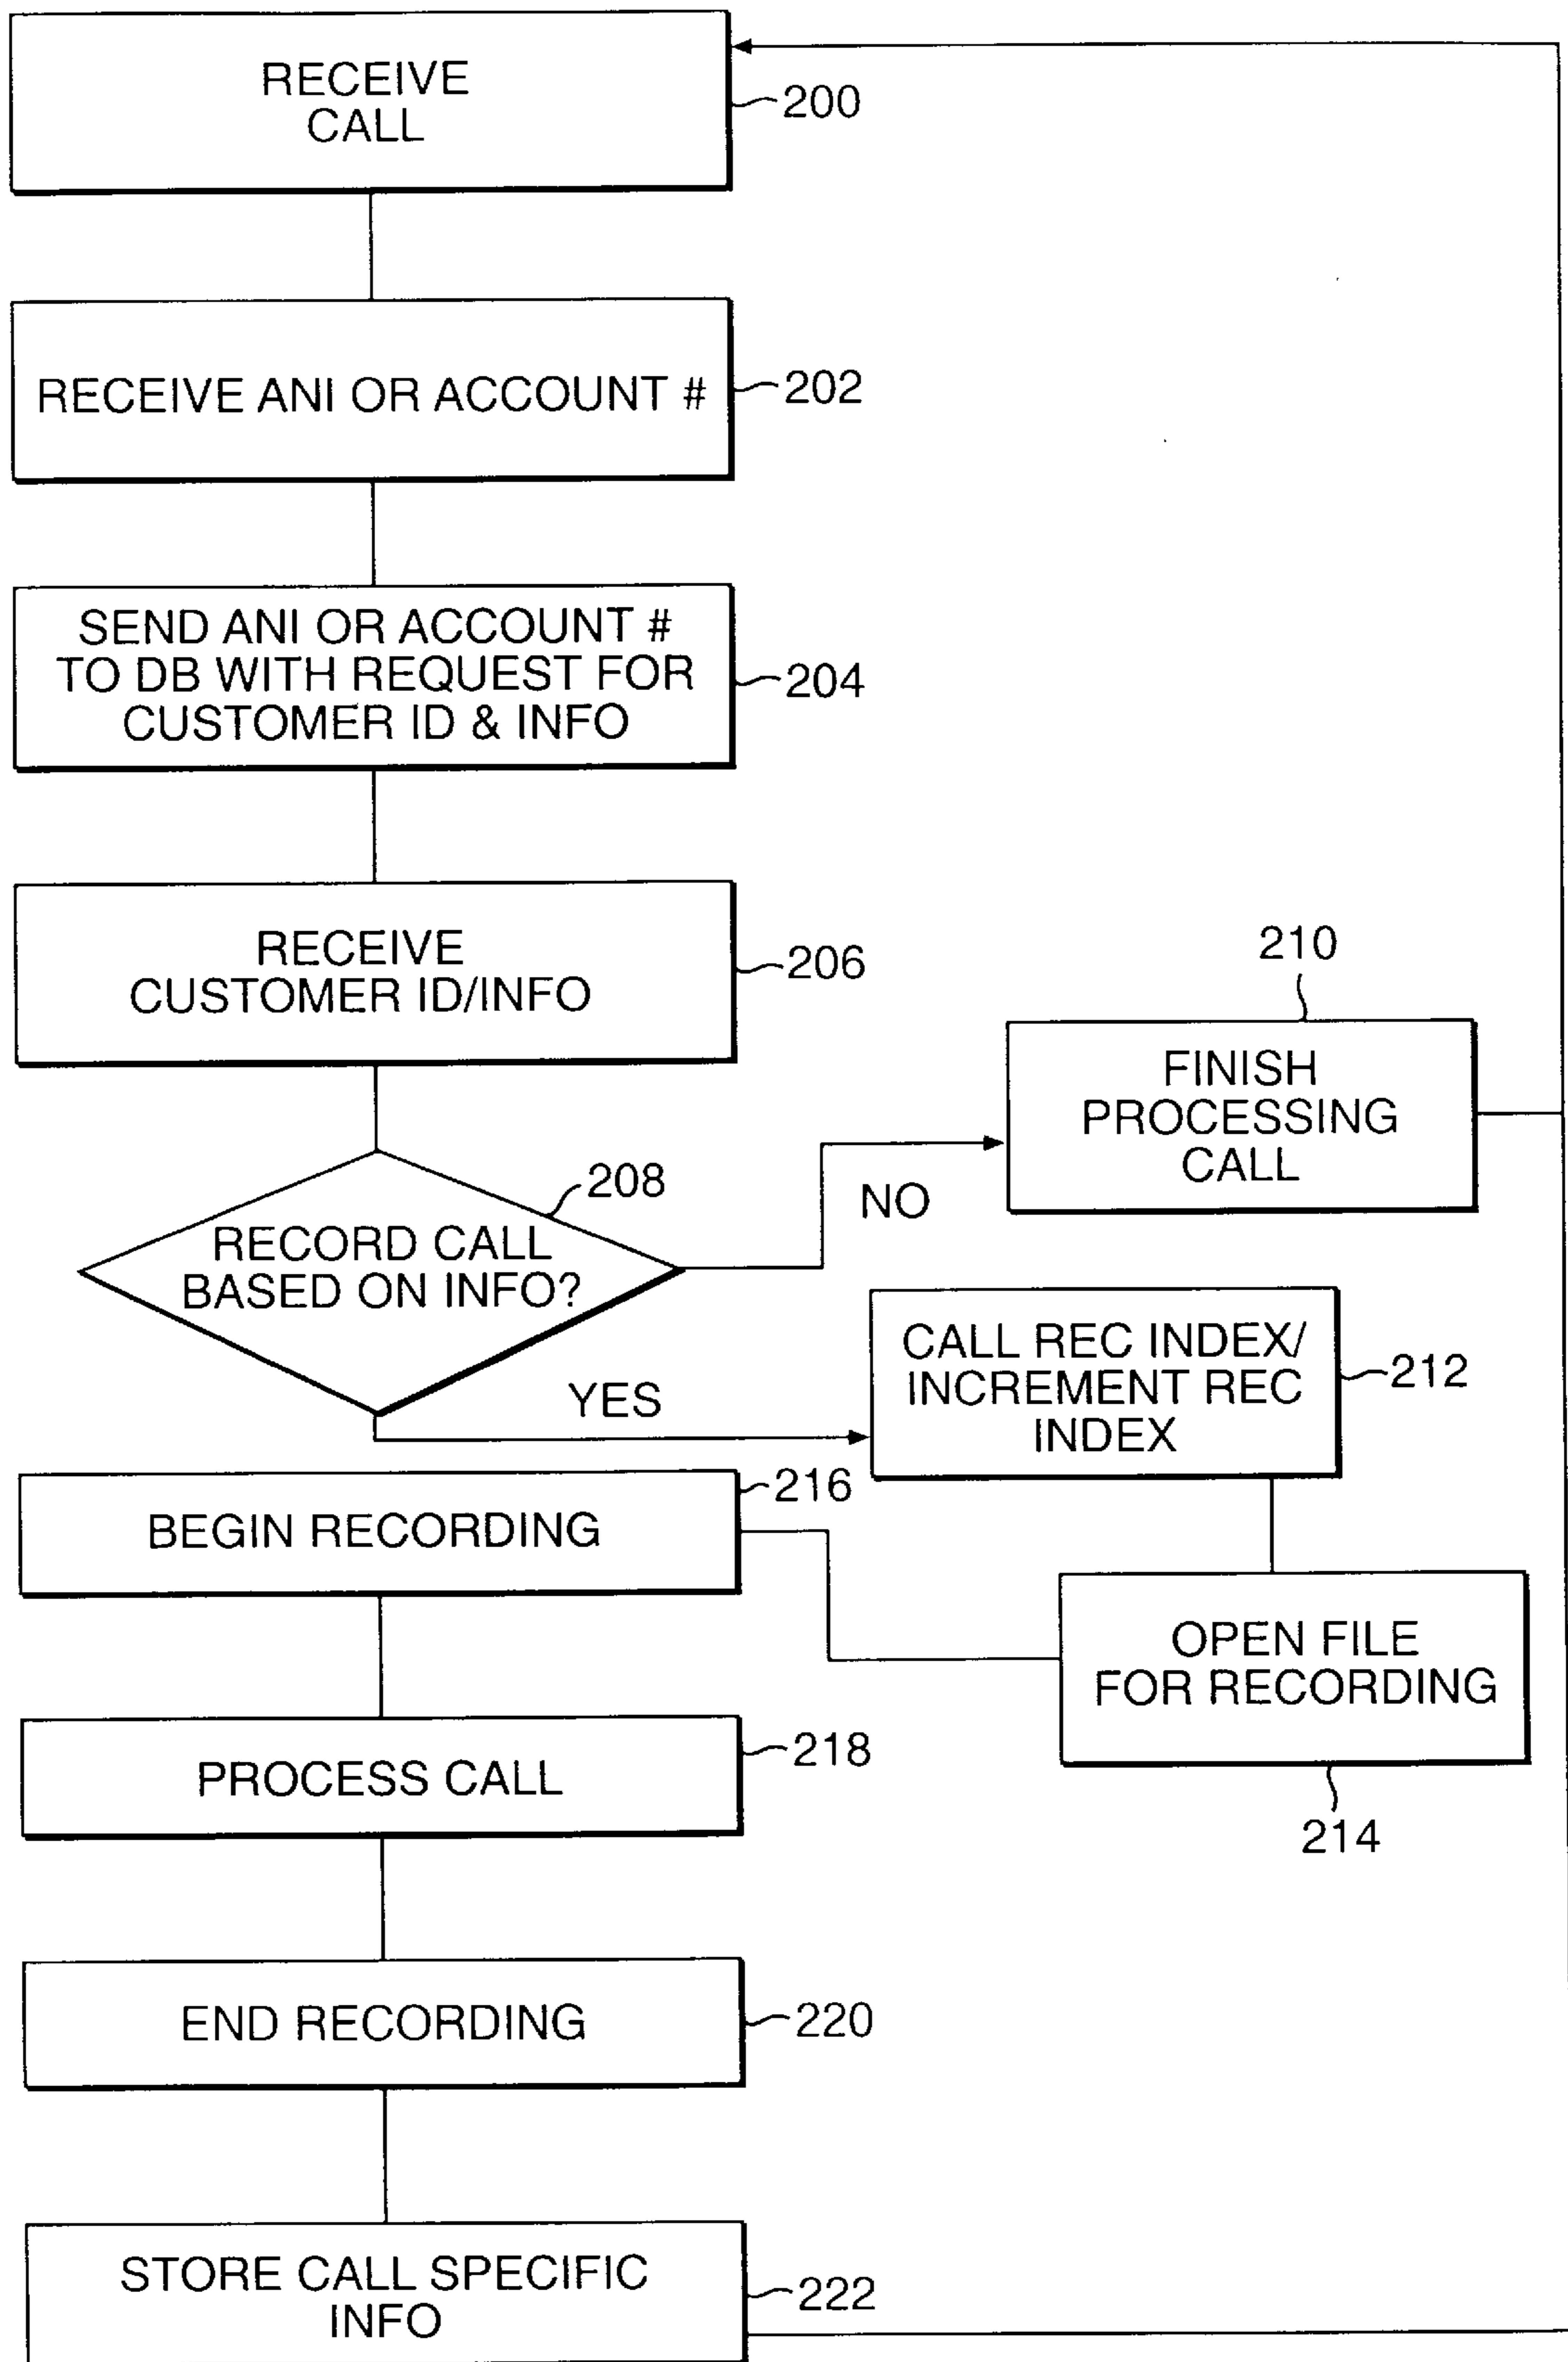 RECEIVE
CALL
200
RECEIVE ANI OR ACCOUNT #
202
SEND ANI OR ACCOUNT #
TO DB WITH REQUEST FOR
CUSTOMER ID & INFO
204
RECEIVE
CUSTOMER ID/INFO
206
208
RECORD CALL
BASED ON INFO?
NO
210
FINISH
PROCESSING
CALL
YES
CALL REC INDEX/
INCREMENT REC
INDEX
212
OPEN FILE
FOR RECORDING
214
BEGIN RECORDING
216
PROCESS CALL
218
END RECORDING
220
STORE CALL SPECIFIC
INFO
222